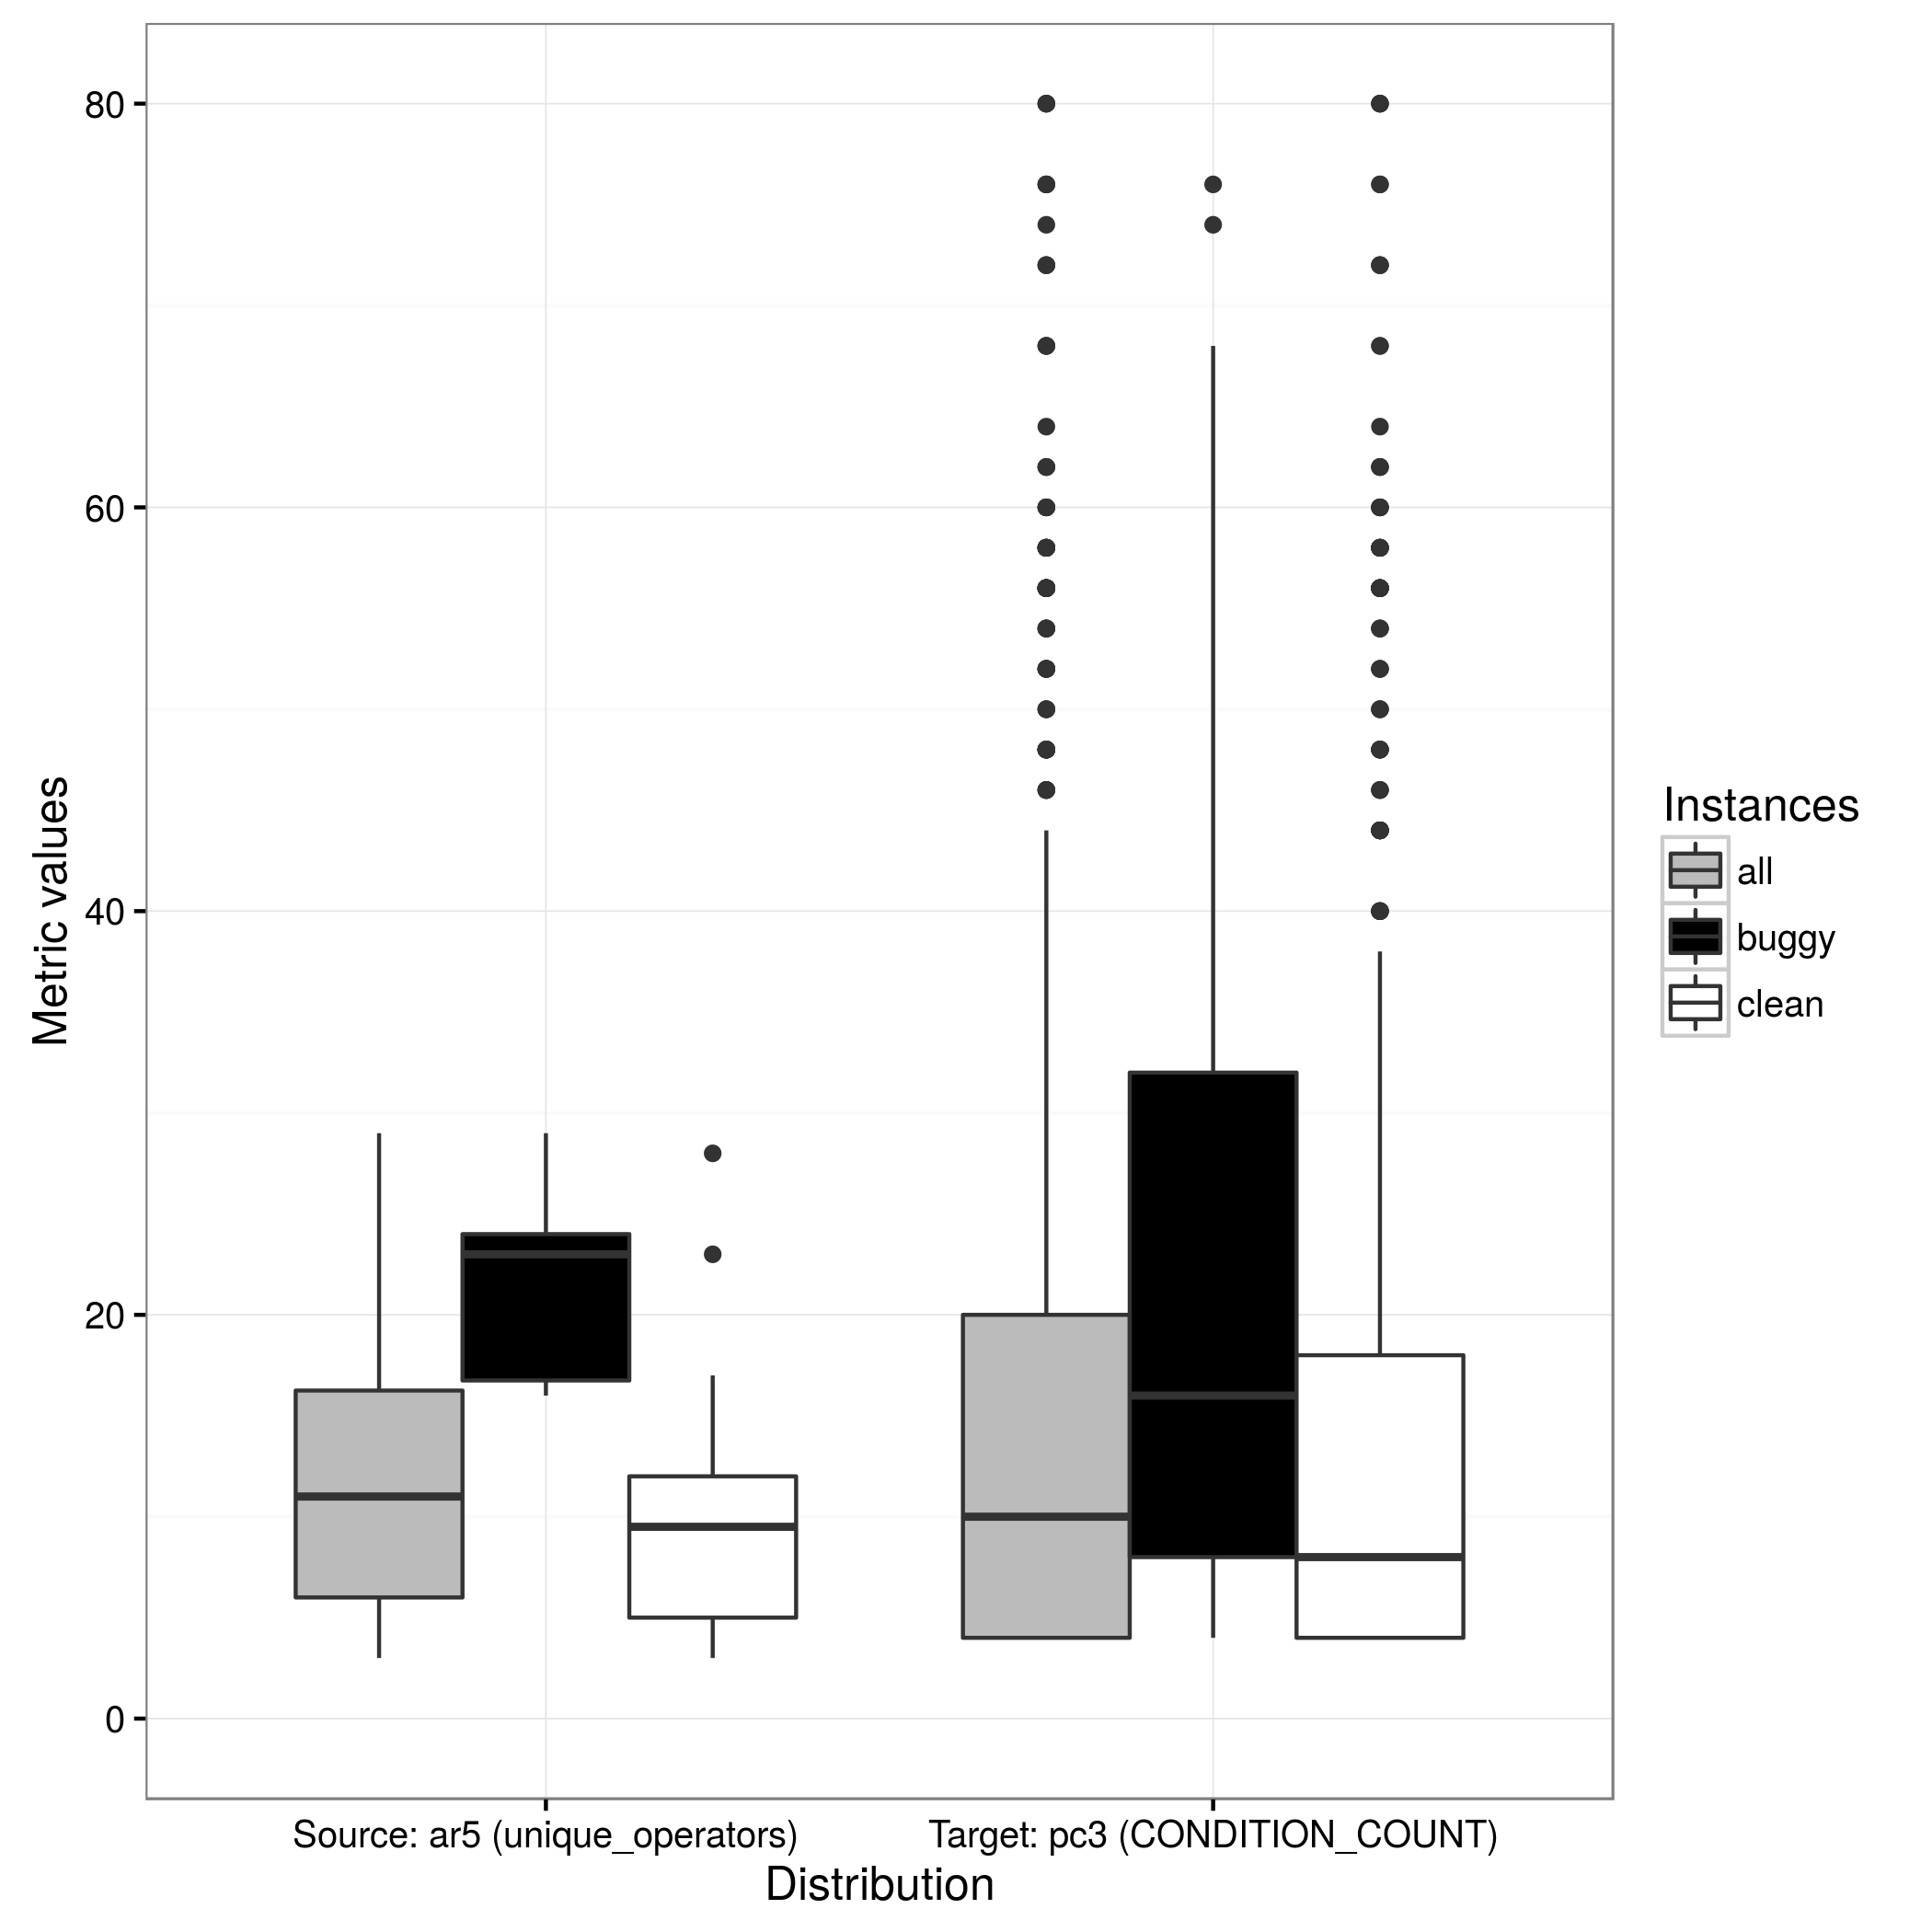 80
60
40
20
0
Metric values
Source: ar5 (unique_operators)
Target: pc3 (CONDITION_COUNT)
Distribution
Instances
all
buggy
clean